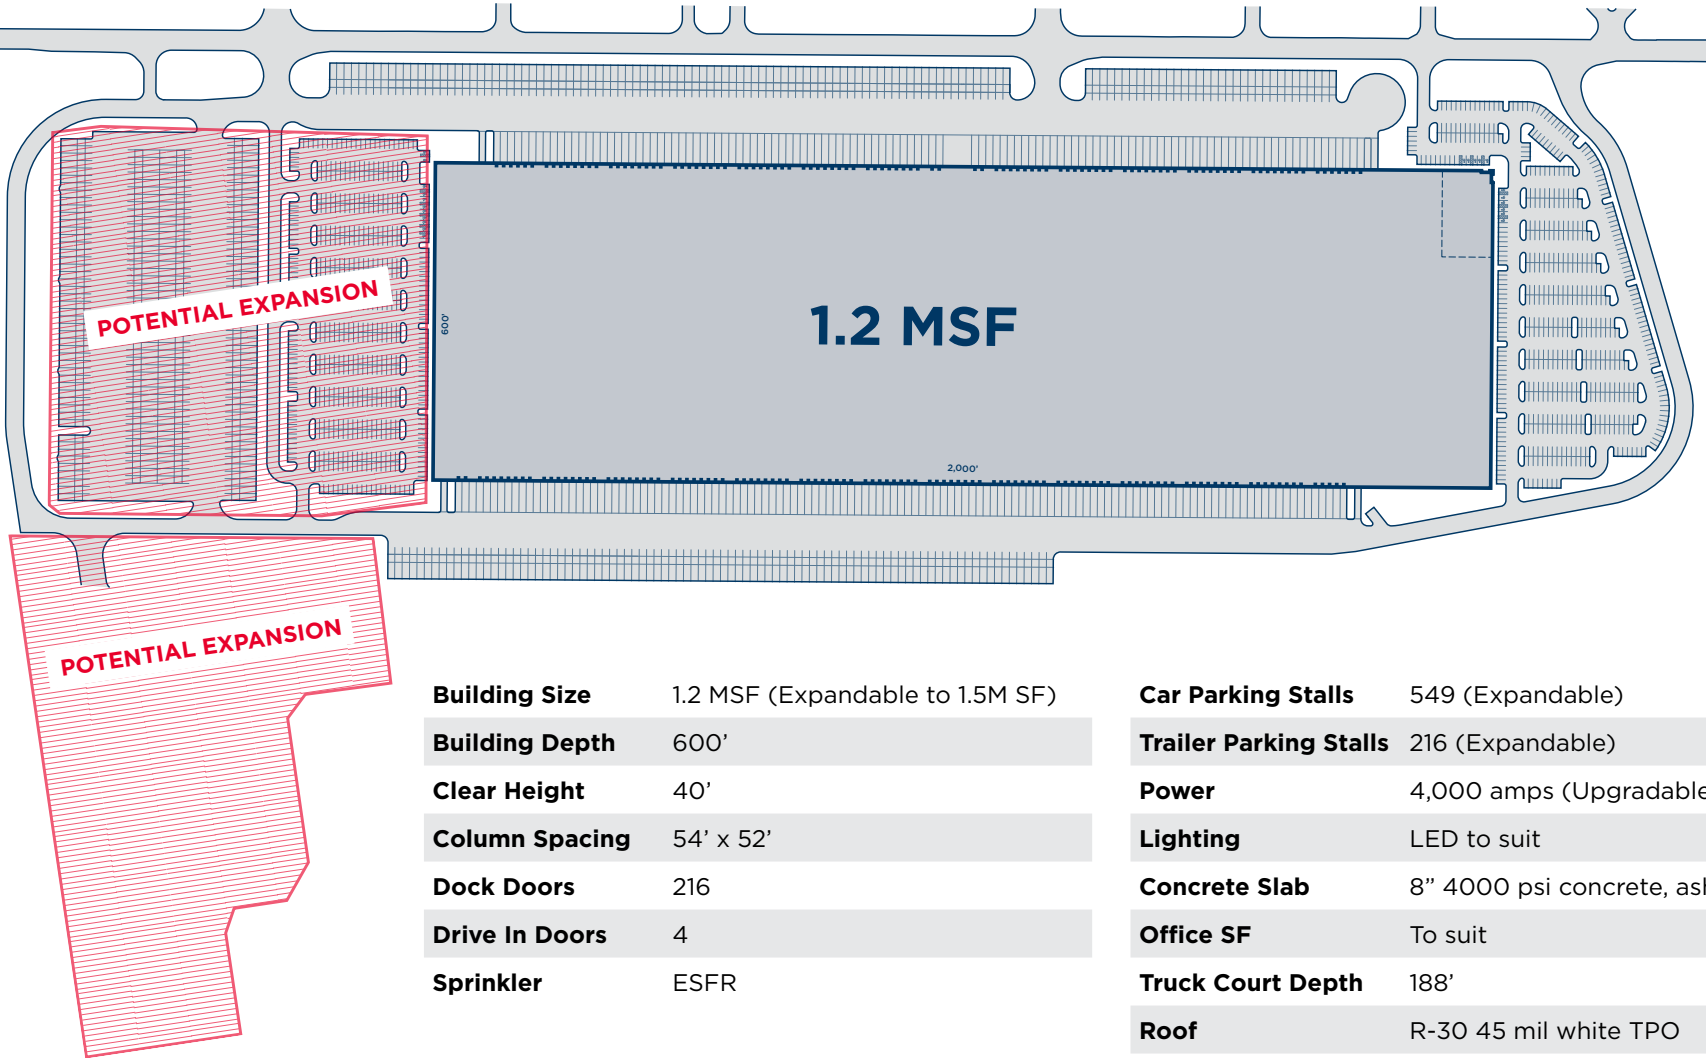 POTENTIAL EXPANSION
600'
1.2 MSF
2,000'
POTENTIAL EXPANSION
Building Size 1.2 MSF (Expandable to 1.5M SF)
Building Depth 600’
Clear Height 40’
Column Spacing 54’ x 52’
Dock Doors 216
Drive In Doors 4
Sprinkler ESFR
Car Parking Stalls 549 (Expandable)
Trailer Parking Stalls 216 (Expandable)
Power 4,000 amps (Upgradable
Lighting LED to suit
Concrete Slab 8” 4000 psi concrete,
Office SF To suit
Truck Court Depth 188’
Roof R-30 45 mil white TPO